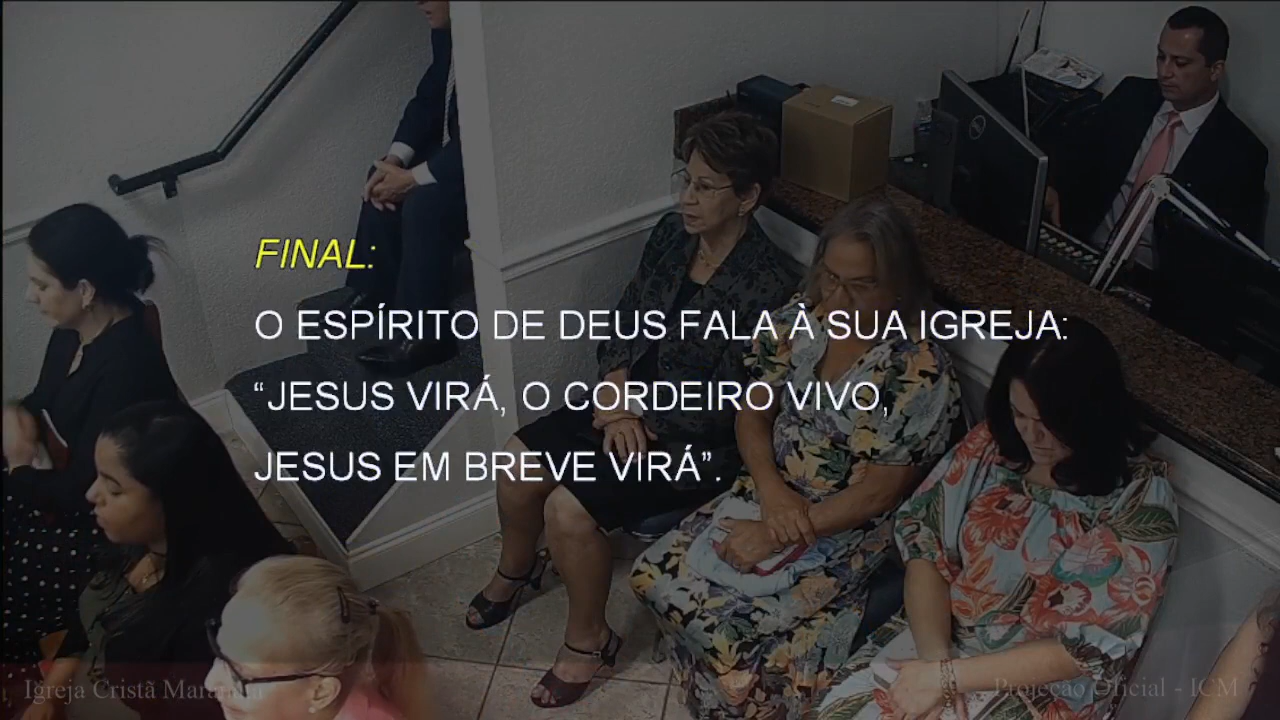 FINAL:
O ESPÍRITO DE DEUS FALA À SUA IGREJA:
“JESUS VIRÁ, O CORDEIRO VIVO,
JESUS EM BREVE VIRÁ”.
Igreja Cristã Maranata
Projeção Oficial - ICM